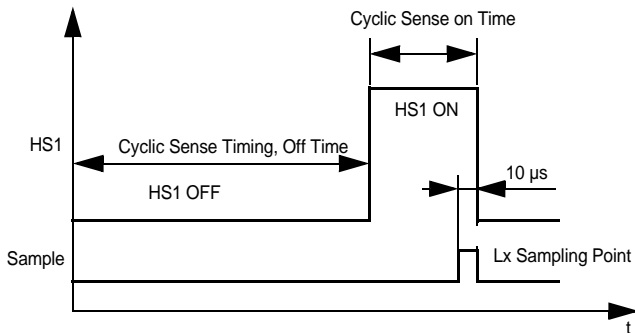 Cyclic Sense on Time
HS1 ON
HS1
Cyclic Sense Timing, Off Time
10 µs
HS1 OFF
Sample
Lx Sampling Point
t